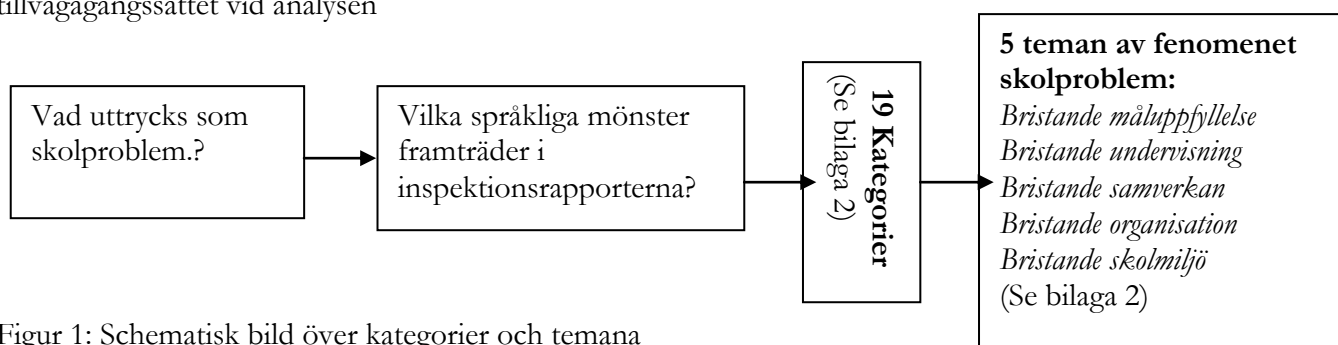 tillvägagångssättet vid analysen
Vad uttrycks som
skolproblem.?
Vilka språkliga mönster
framträder i
inspektionsrapporterna?
19 Kategorier
(Se bilaga 2)
5 teman av fenomenet
skolproblem:
Bristande måluppfyllelse
Bristande undervisning
Bristande samverkan
Bristande organisation
Bristande skolmiljö
(Se bilaga 2)
Figur 1: Schematisk bild över kategorier och temana